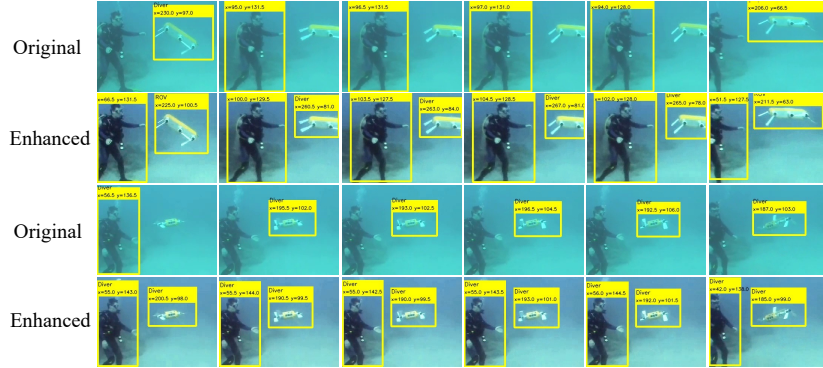 Original
Diver
x=230.0 y=97.0
x=95.0 y=131.5
x=96.5 y=131.5
x=97.0 y=131.0
x=94.0 y=128.0
x=206.0 y=66.5
Enhanced
x=66.5 y=131.5
ROV
x=225.0 y=100.5
x=100.0 y=129.5
Diver
x=260.5 y=81.0
x=103.5 y=127.5
Diver
x=263.0 y=84.0
x=104.5 y=128.5
Diver
x=267.0 y=81.0
x=102.0 y=128.0
Diver
x=265.0 y=78.0
x=51.5 y=127.5
ROV
x=211.5 y=63.0
Original
Diver
x=56.5 y=136.5
Diver
x=195.5 y=102.0
Diver
x=193.0 y=102.5
Diver
x=196.5 y=104.5
Diver
x=192.5 y=106.0
Diver
x=187.0 y=103.0
Enhanced
Diver
x=55.0 y=143.0
Diver
x=200.5 y=98.0
Diver
x=55.5 y=144.0
Diver
x=190.5 y=99.5
Diver
x=55.0 y=142.5
Diver
x=190.0 y=99.5
Diver
x=55.0 y=143.5
Diver
x=193.0 y=101.0
Diver
x=56.0 y=144.5
Diver
x=192.0 y=101.5
Diver
x=42.0 y=138.0
Diver
x=185.0 y=99.0